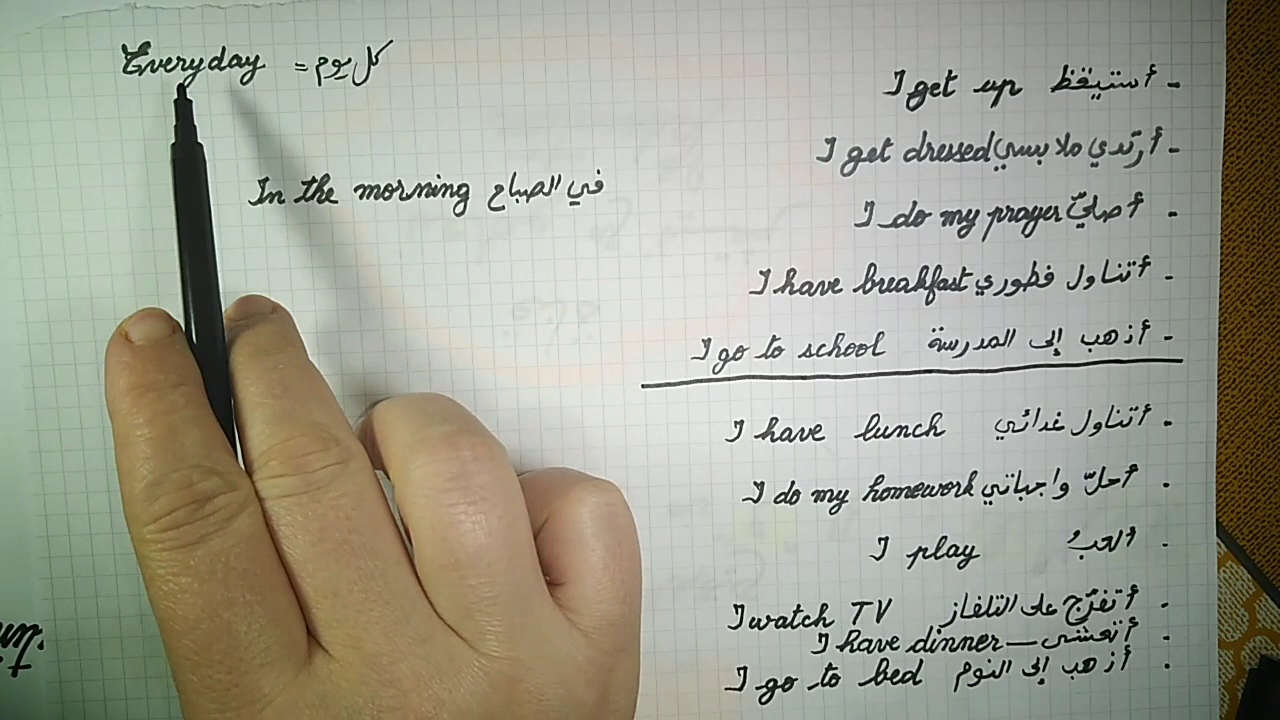 Everyday = كل يوم
In the morning في الصباح
- أستيقظ I get up
- أرتدي ملابسي I get dressed
- أصليّ I do my prayer
- أتناول فطوري I have breakfast
- أذهب إلى المدرسة I go to school
- أتناول غدائي I have lunch
. أحلّ واجباتي I do my homework
. ألعبُ I play
. أتفرّج على التلفاز I watch TV
. أتعشى — I have dinner
. أذهب إلى النوم I go to bed